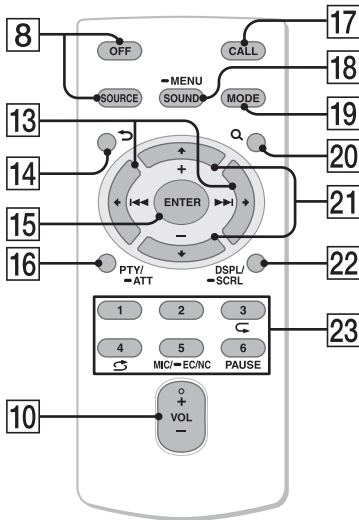 8
OFF
CALL
17
MENU
18
SOURCE
SOUND
MODE
19
13
14
20
+
ENTER
21
15
−
16
PTY/
ATT
DSPL/
SCRL
22
1
2
3
23
4
5
6
MIC/ EC/NC
PAUSE
+
10
VOL
−